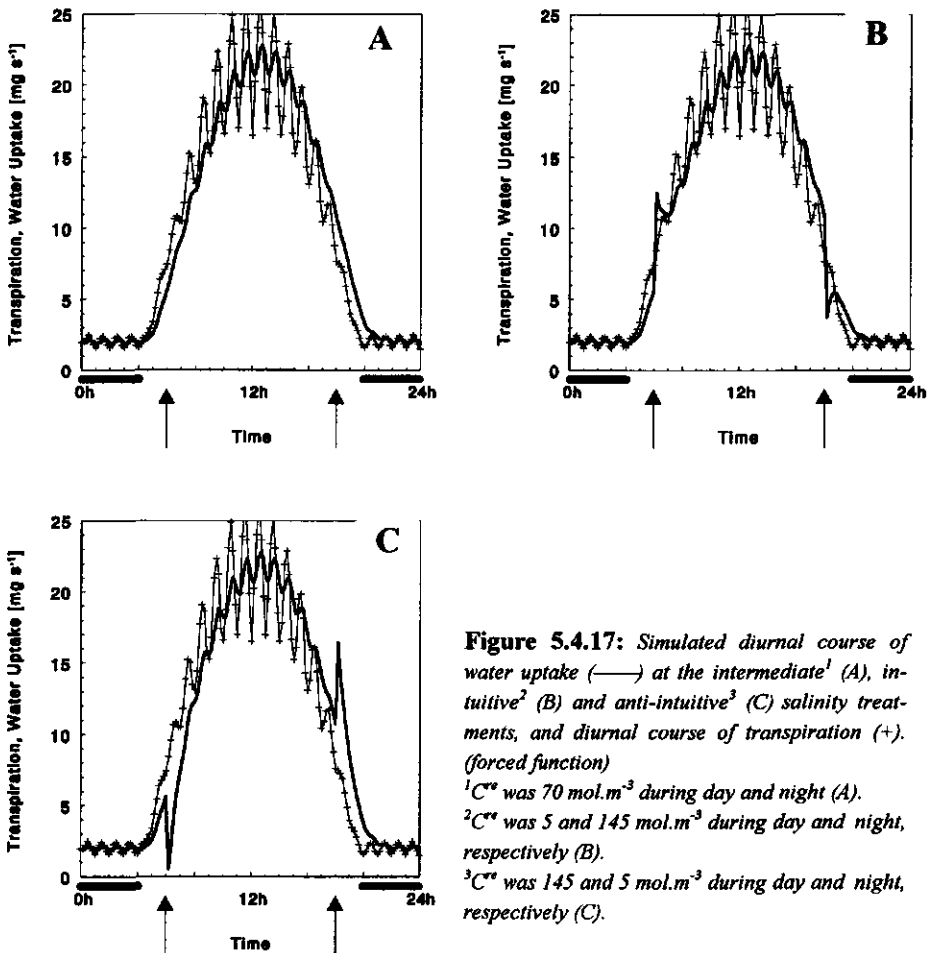 A
Transpiration, Water Uptake [mg s⁻¹]
25
20
15
10
5
0
0h
12h
24h
Time
B
Transpiration, Water Uptake [mg s⁻¹]
25
20
15
10
5
0
0h
12h
24h
Time
C
Transpiration, Water Uptake [mg s⁻¹]
25
20
15
10
5
0
0h
12h
24h
Time
Figure 5.4.17: Simulated diurnal course of
water uptake (——) at the intermediate¹ (A), in-
tuitive² (B) and anti-intuitive³ (C) salinity treat-
ments, and diurnal course of transpiration (+).
(forced function)
¹Cʳᵉ was 70 mol.m⁻³ during day and night (A).
²Cʳᵉ was 5 and 145 mol.m⁻³ during day and night,
respectively (B).
³Cʳᵉ was 145 and 5 mol.m⁻³ during day and night,
respectively (C).